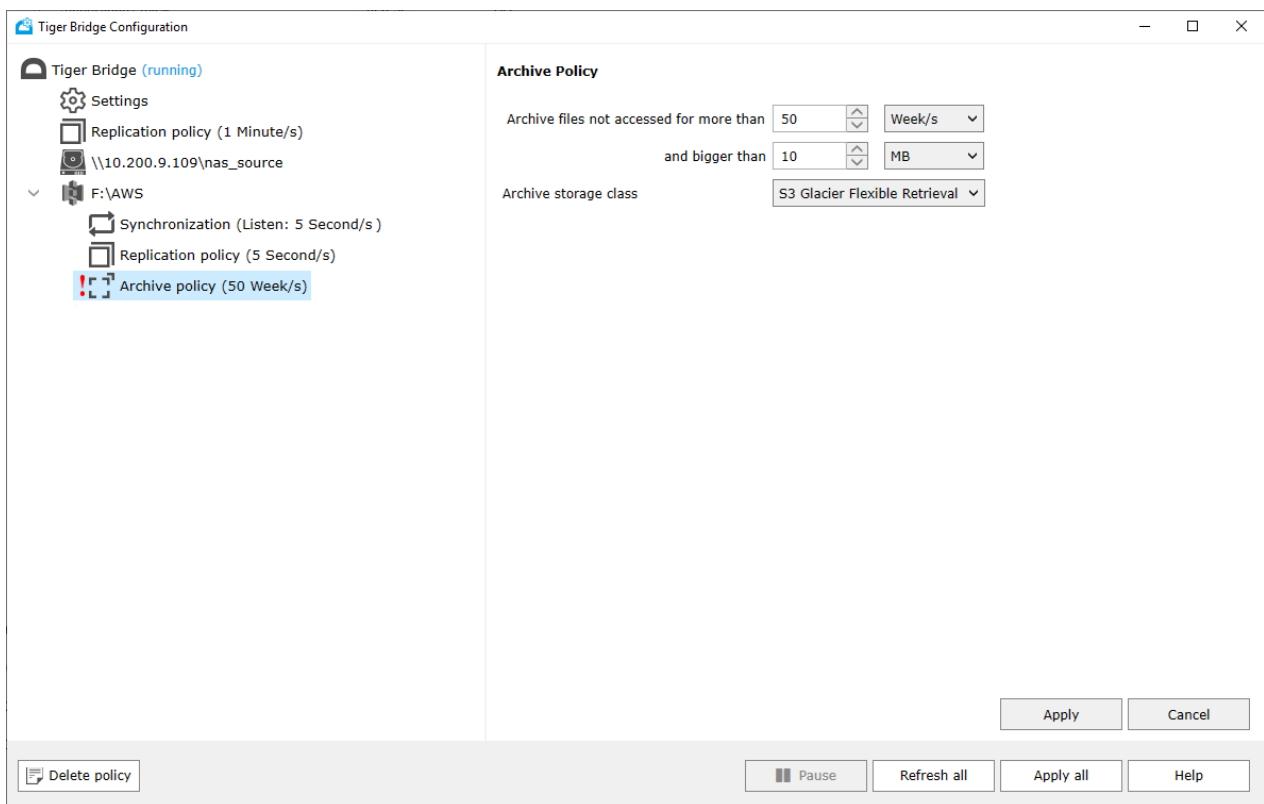 Tiger Bridge Configuration
Tiger Bridge (running)
Settings
Replication policy (1 Minute/s)
\\10.200.9.109\nas_source
F:\AWS
Synchronization (Listen: 5 Second/s )
Replication policy (5 Second/s)
! Archive policy (50 Week/s)
Archive Policy
Archive files not accessed for more than 50 Week/s
and bigger than 10 MB
Archive storage class S3 Glacier Flexible Retrieval
Apply Cancel
Delete policy Pause Refresh all Apply all Help